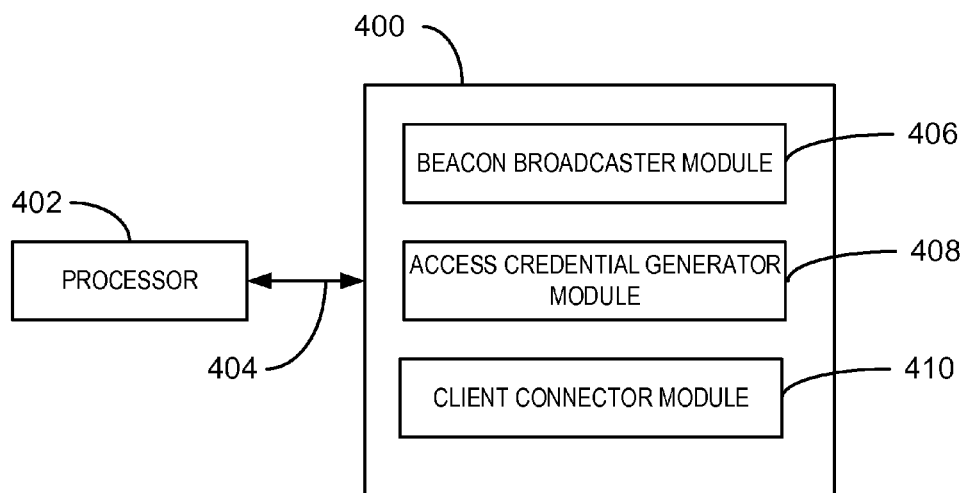 400
BEACON BROADCASTER MODULE
406
402
PROCESSOR
ACCESS CREDENTIAL GENERATOR
MODULE
408
404
CLIENT CONNECTOR MODULE
410